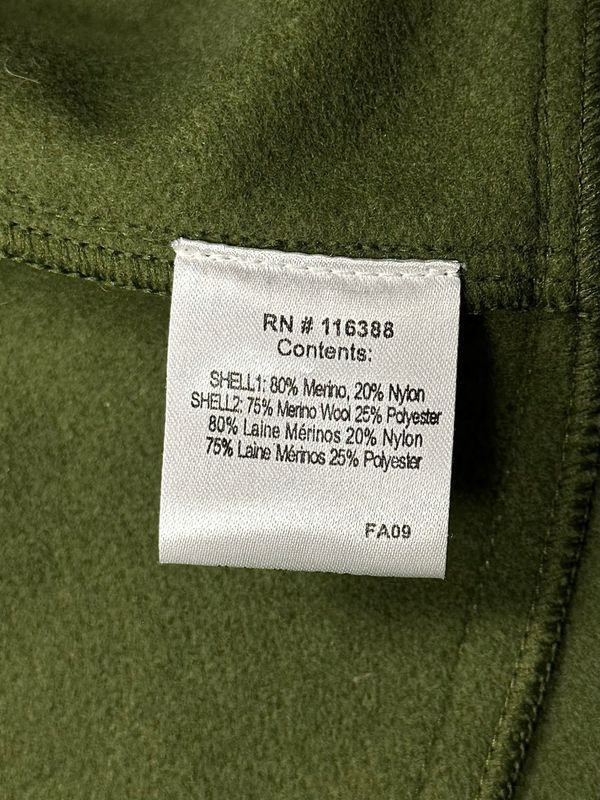 RN # 116388
Contents:
SHELL1: 80% Merino, 20% Nylon
SHELL2: 75% Merino Wool 25% Polyester
80% Laine Mérinos 20% Nylon
75% Laine Mérinos 25% Polyester
FA09